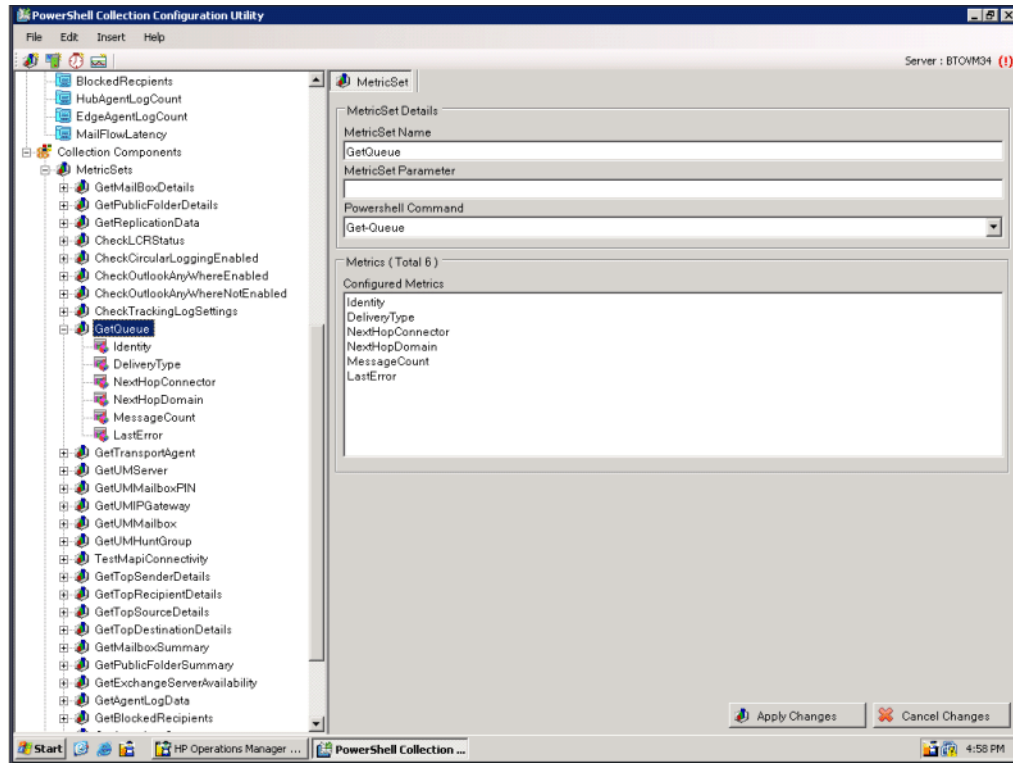 PowerShell Collection Configuration Utility
File Edit Insert Help
Server : BTOVM34 (!)
BlockedRecpients
HubAgentLogCount
EdgeAgentLogCount
MailFlowLatency
Collection Components
MetricSets
GetMailBoxDetails
GetPublicFolderDetails
GetReplicationData
CheckLCRStatus
CheckCircularLoggingEnabled
CheckOutlookAnyWhereEnabled
CheckOutlookAnyWhereNotEnabled
CheckTrackingLogSettings
GetQueue
Identity
DeliveryType
NextHopConnector
NextHopDomain
MessageCount
LastError
GetTransportAgent
GetUMServer
GetUMMailboxPIN
GetUMIPGateway
GetUMMailbox
GetUMHuntGroup
TestMapiConnectivity
GetTopSenderDetails
GetTopRecipientDetails
GetTopSourceDetails
GetTopDestinationDetails
GetMailboxSummary
GetPublicFolderSummary
GetExchangeServerAvailability
GetAgentLogData
GetBlockedRecipients
MetricSet
MetricSet Details
MetricSet Name
GetQueue
MetricSet Parameter
Powershell Command
Get-Queue
Metrics ( Total 6 )
Configured Metrics
Identity
DeliveryType
NextHopConnector
NextHopDomain
MessageCount
LastError
Apply Changes Cancel Changes
Start HP Operations Manager ... PowerShell Collection ... 4:58 PM